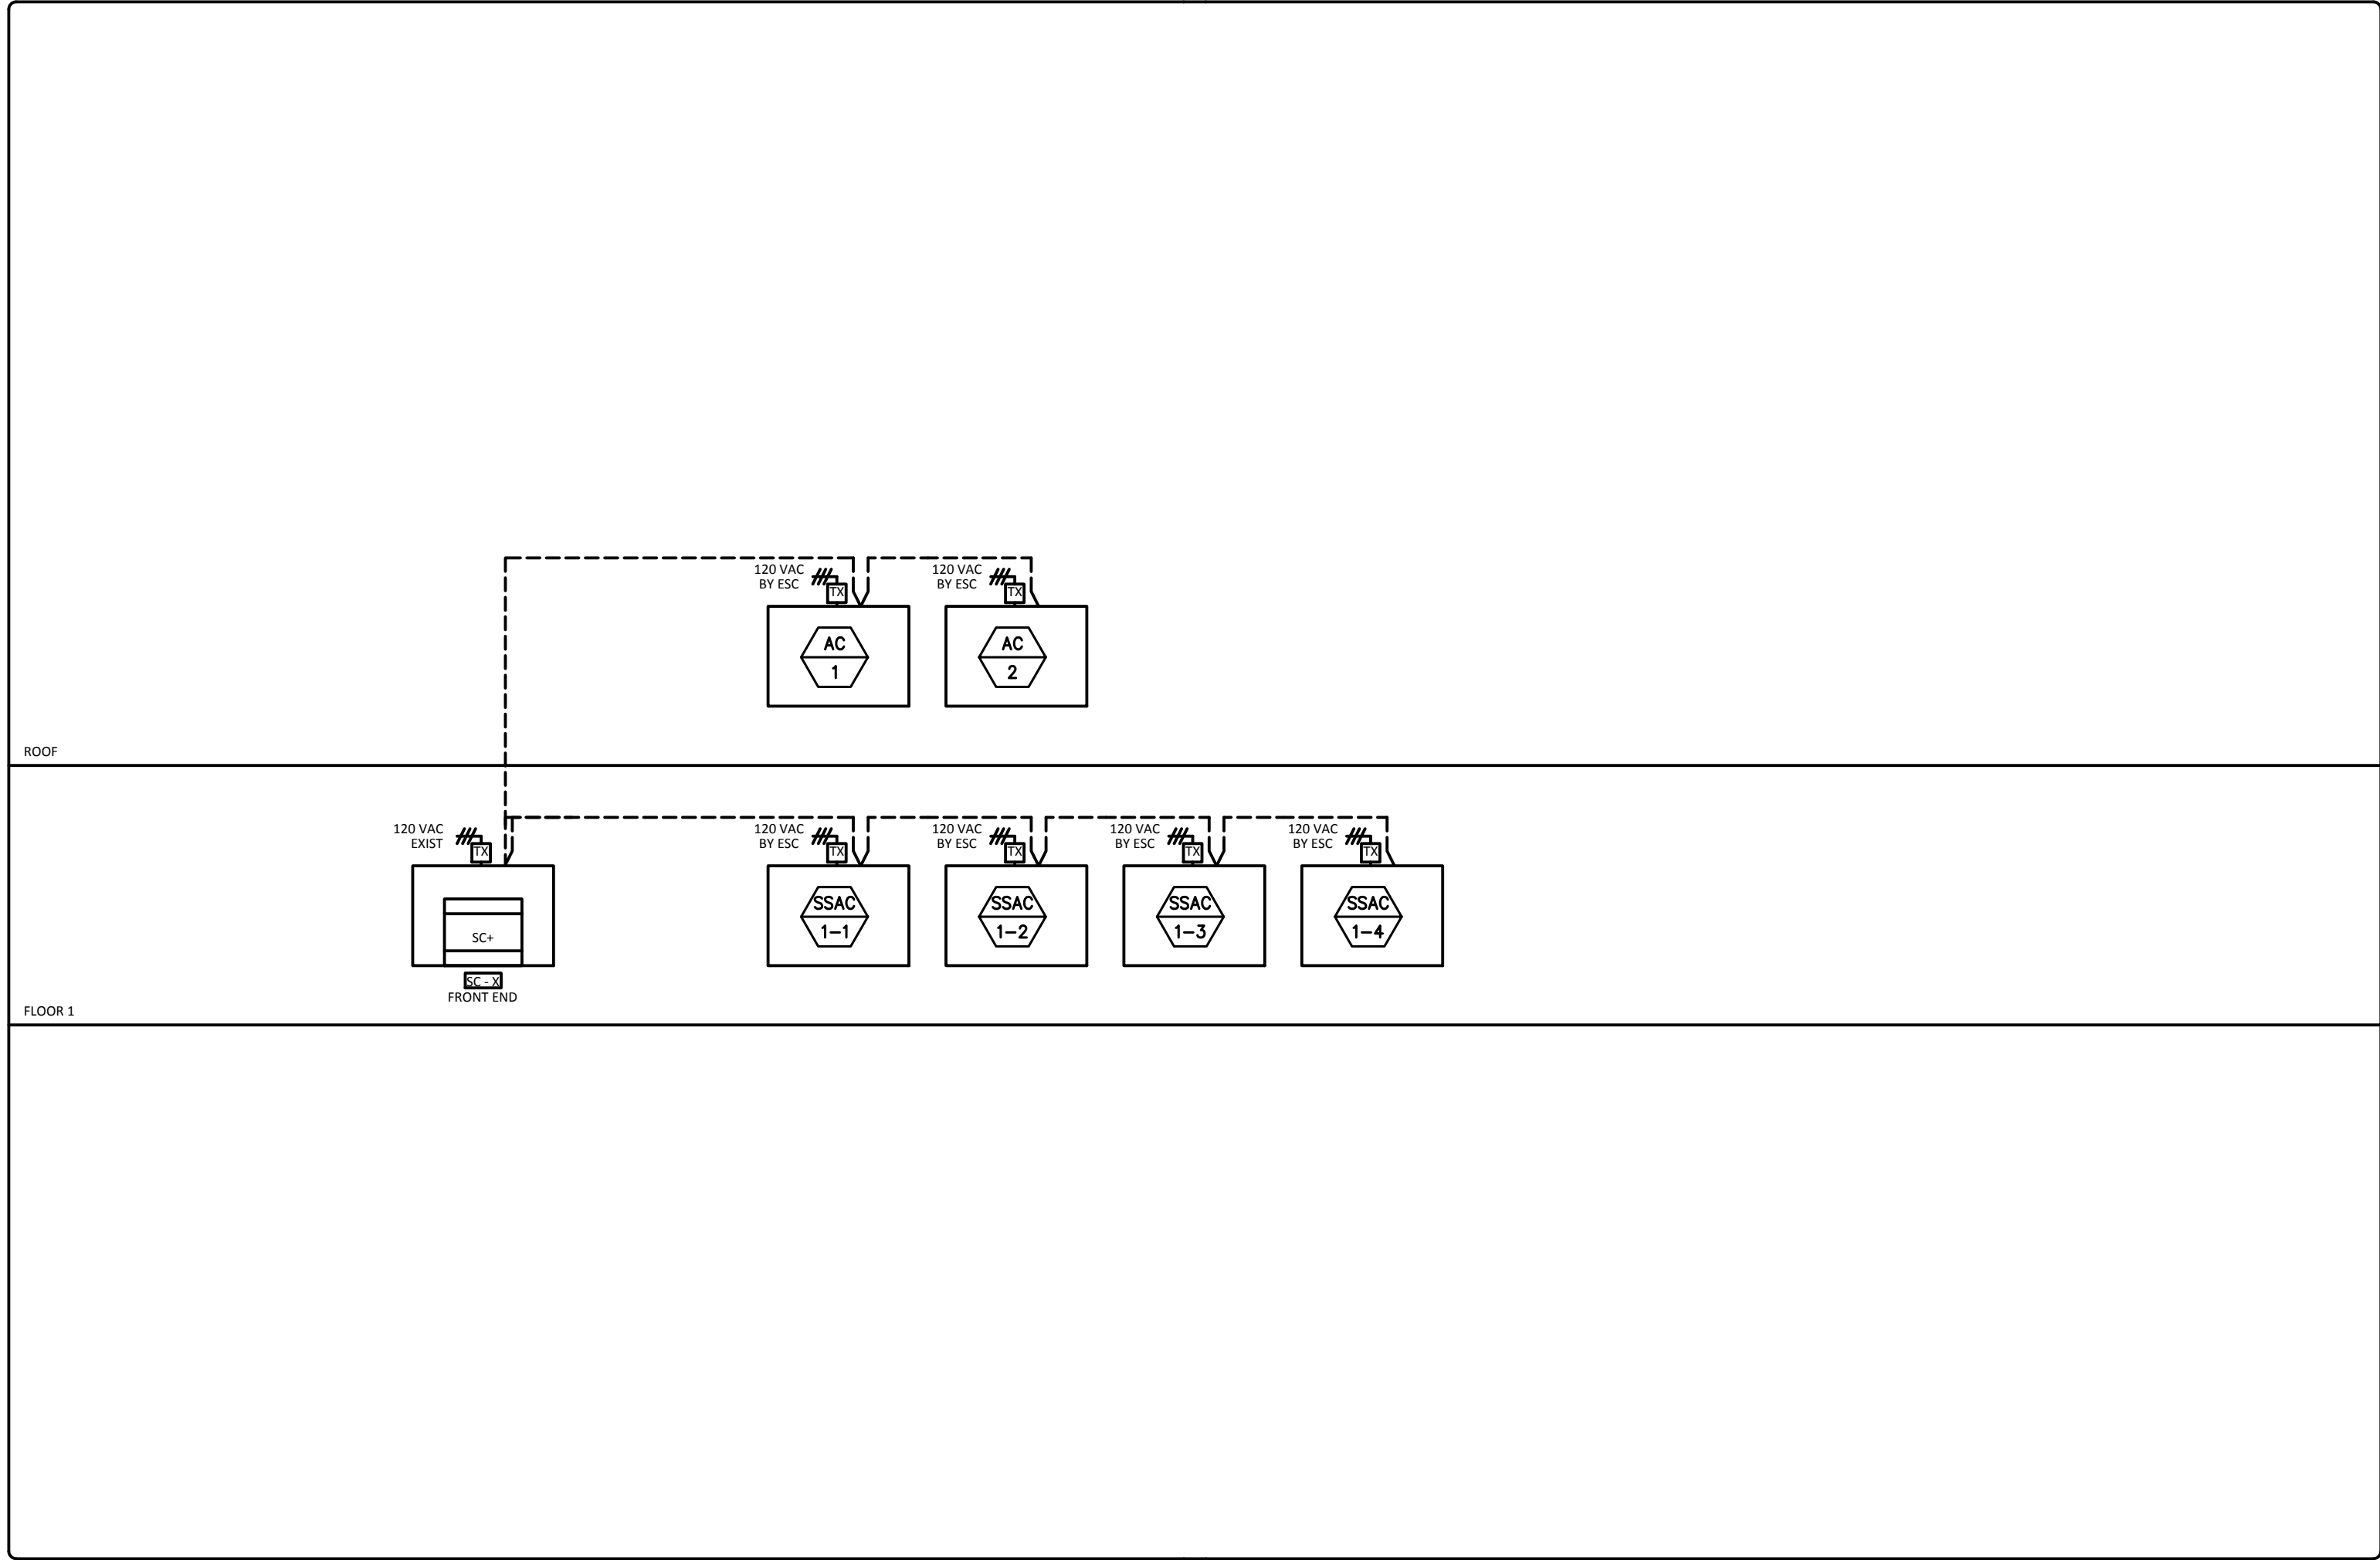 120 VAC
BY ESC
TX
120 VAC
BY ESC
TX
AC
1
AC
2
ROOF
120 VAC
EXIST
TX
120 VAC
BY ESC
TX
120 VAC
BY ESC
TX
120 VAC
BY ESC
TX
120 VAC
BY ESC
TX
SC+
SSAC
1-1
SSAC
1-2
SSAC
1-3
SSAC
1-4
SC - X
FRONT END
FLOOR 1